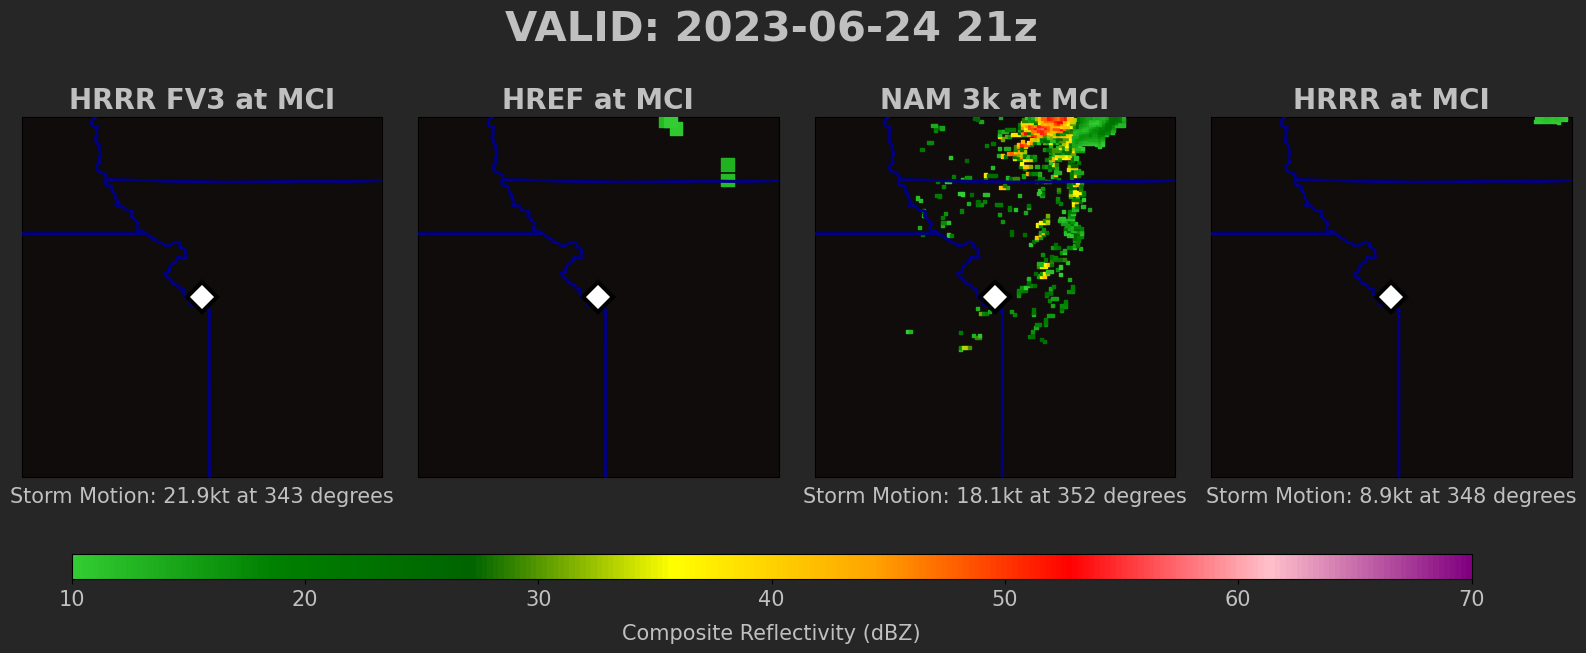 VALID: 2023-06-24 21z
HRRR FV3 at MCI
HREF at MCI
NAM 3k at MCI
HRRR at MCI
Storm Motion: 21.9kt at 343 degrees
Storm Motion: 18.1kt at 352 degrees
Storm Motion: 8.9kt at 348 degrees
10 20 30 40 50 60 70
Composite Reflectivity (dBZ)